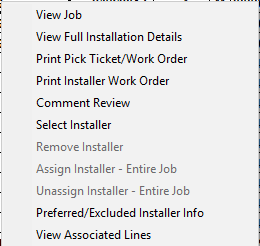 View Job
View Full Installation Details
Print Pick Ticket/Work Order
Print Installer Work Order
Comment Review
Select Installer
Remove Installer
Assign Installer - Entire Job
Unassign Installer - Entire Job
Preferred/Excluded Installer Info
View Associated Lines